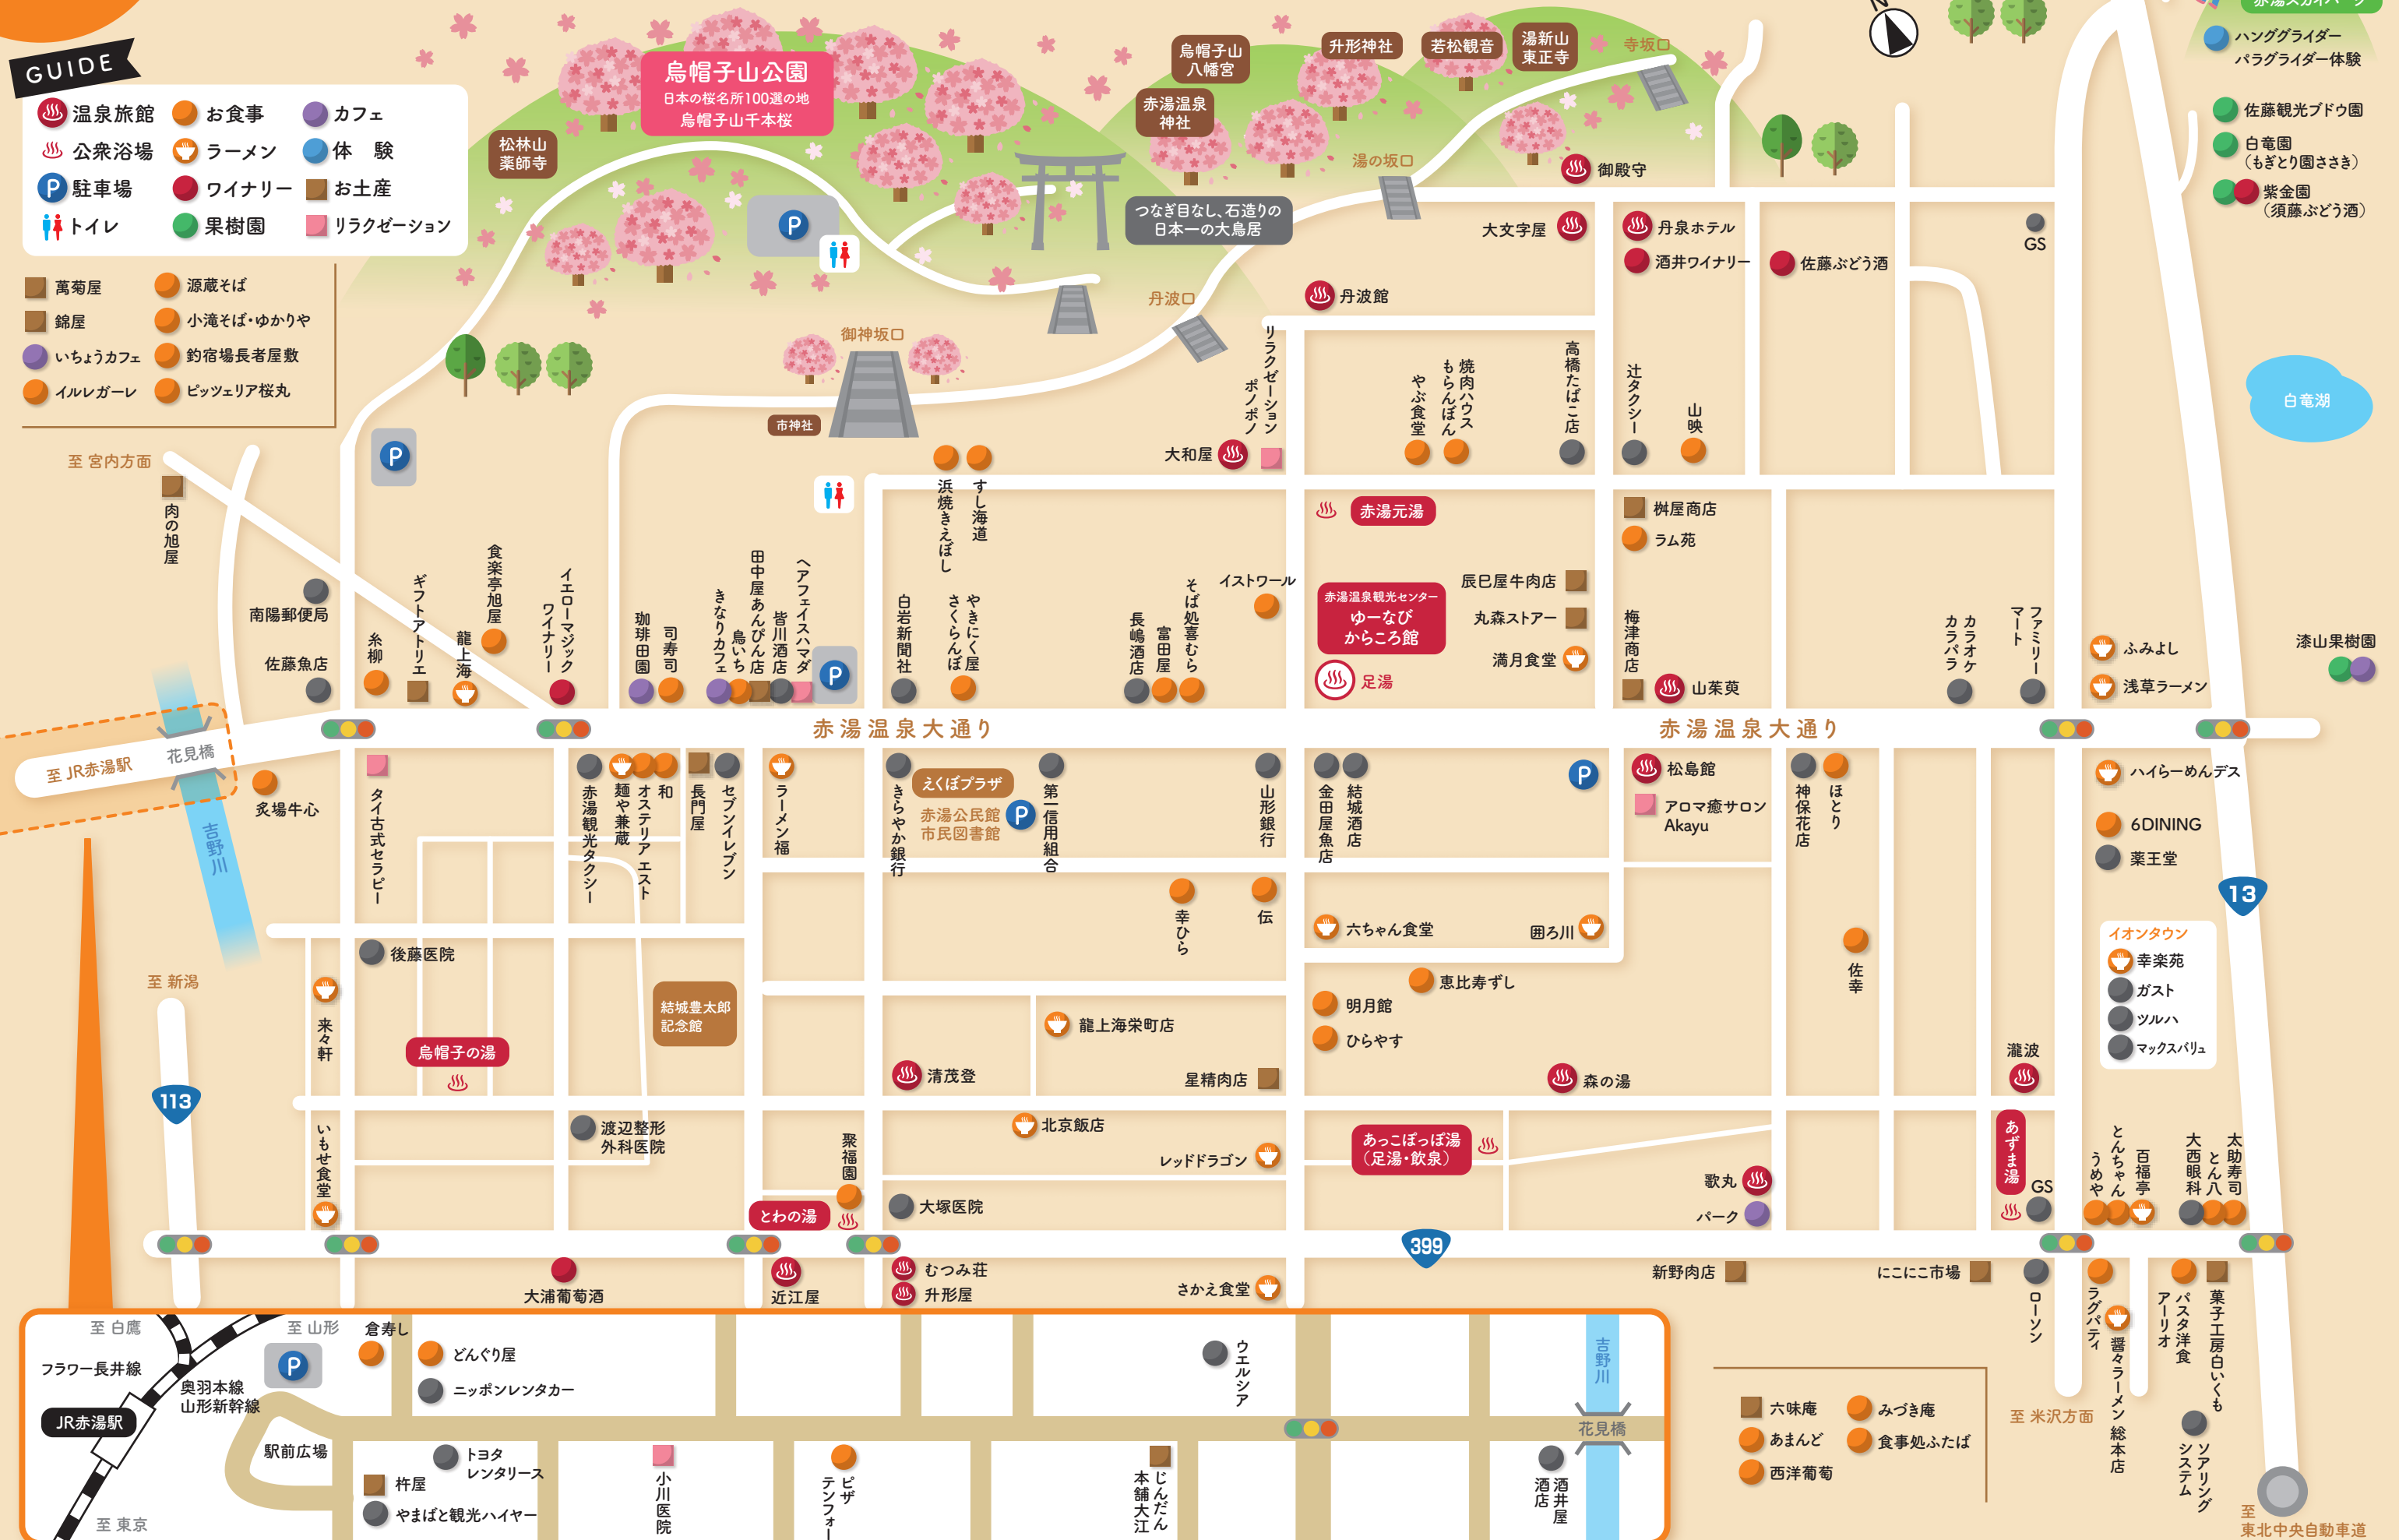 GUIDE
温泉旅館
お食事
カフェ
公衆浴場
ラーメン
体 験
P
駐車場
ワイナリー
お土産
トイレ
果樹園
リラクゼーション
萬菊屋
源蔵そば
錦屋
小滝そば・ゆかりや
いちょうカフェ
釣宿場長者屋敷
イルレガーレ
ピッツェリア桜丸
烏帽子山公園
日本の桜名所100選の地
烏帽子山千本桜
松林山
薬師寺
烏帽子山
八幡宮
赤湯温泉
神社
升形神社
若松観音
湯新山
東正寺
寺坂口
湯の坂口
つなぎ目なし、石造りの
日本一の大鳥居
P
丹波口
御神坂口
市神社
御殿守
大文字屋
丹泉ホテル
酒井ワイナリー
佐藤ぶどう酒
GS
丹波館
ハンググライダー
パラグライダー体験
佐藤観光ブドウ園
白竜園
(もぎとり園ささき)
紫金園
(須藤ぶどう酒)
白竜湖
至 宮内方面
肉の旭屋
P
リラクゼーション
ポノポノ
大和屋
やぶ食堂
焼肉ハウス
もらんぼん
高橋たばこ店
辻タクシー
山映
浜焼きえぼし
すし海道
赤湯元湯
桝屋商店
ラム苑
南陽郵便局
佐藤魚店
糸柳
ギフトアトリエ
龍上海
食楽亭旭屋
イエローマジック
ワイナリー
珈琲田園
司寿司
きなりカフェ
鳥いち
田中屋あんぴん店
皆川酒店
ヘアフェイスハマダ
P
白岩新聞社
やきにく屋
さくらんぼ
長嶋酒店
富田屋
そば処喜むら
イストワール
赤湯温泉観光センター
ゆーなび
からころ館
足湯
辰巳屋牛肉店
丸森ストアー
満月食堂
梅津商店
山茱萸
カラオケ
カラパラ
ファミリー
マート
ふみよし
浅草ラーメン
漆山果樹園
赤湯温泉大通り
赤湯温泉大通り
至 JR赤湯駅
花見橋
吉野川
炙場牛心
タイ古式セラピー
赤湯観光タクシー
麺や兼蔵
オステリア エスト
和
長門屋
セブンイレブン
ラーメン福
きらやか銀行
えくぼプラザ
赤湯公民館
市民図書館
P
第一信用組合
山形銀行
金田屋魚店
結城酒店
P
松島館
アロマ癒サロン
Akayu
神保花店
ほとり
ハイらーめんデス
6DINING
薬王堂
13
幸ひら
伝
六ちゃん食堂
囲ろ川
恵比寿ずし
明月館
ひらやす
佐幸
イオンタウン
幸楽苑
ガスト
ツルハ
マックスバリュ
後藤医院
至 新潟
113
来々軒
烏帽子の湯
結城豊太郎
記念館
龍上海栄町店
清茂登
星精肉店
森の湯
瀧波
いもせ食堂
渡辺整形
外科医院
聚福園
とわの湯
北京飯店
レッドドラゴン
大塚医院
あっこぽっぽ湯
(足湯・飲泉)
歌丸
パーク
あずま湯
GS
うめや
とんちゃん
百福亭
大西眼科
とん八
太助寿司
399
大浦葡萄酒
近江屋
むつみ荘
升形屋
さかえ食堂
新野肉店
にこにこ市場
ローソン
ラグパティ
醤々ラーメン 総本店
パスタ洋食
アーリオ
菓子工房白いくも
ソアリング
システム
至 米沢方面
至
東北中央自動車道
六味庵
みづき庵
あまんど
食事処ふたば
西洋葡萄
至 白鷹
至 山形
フラワー長井線
奥羽本線
山形新幹線
P
JR赤湯駅
駅前広場
至 東京
倉寿し
どんぐり屋
ニッポンレンタカー
トヨタ
レンタリース
杵屋
やまばと観光ハイヤー
小川医院
ピザ
テンフォー
じんだん
本舗大江
ウエルシア
酒井屋
酒店
吉野川
花見橋